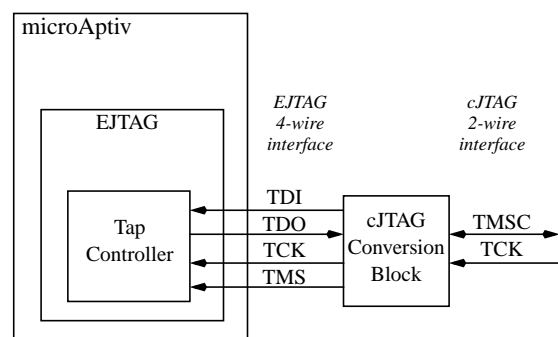 microAptiv
EJTAG
4-wire
interface
cJTAG
2-wire
interface
EJTAG
Tap
Controller
TDI
TDO
TCK
TMS
cJTAG
Conversion
Block
TMSC
TCK